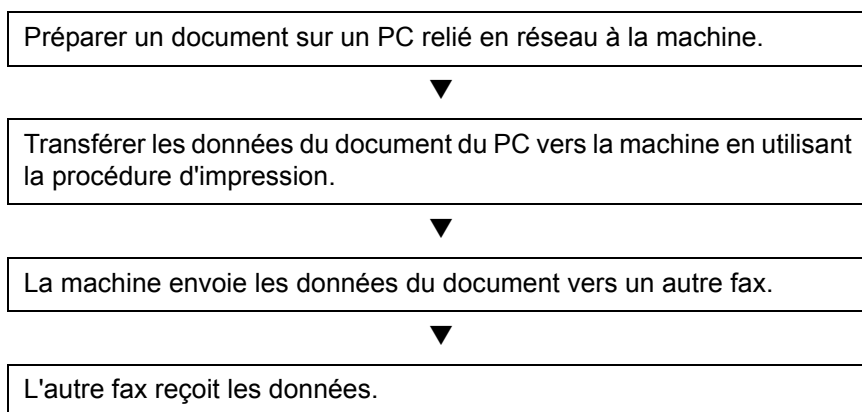 Préparer un document sur un PC relié en réseau à la machine.
▼
Transférer les données du document du PC vers la machine en utilisant
la procédure d'impression.
▼
La machine envoie les données du document vers un autre fax.
▼
L'autre fax reçoit les données.